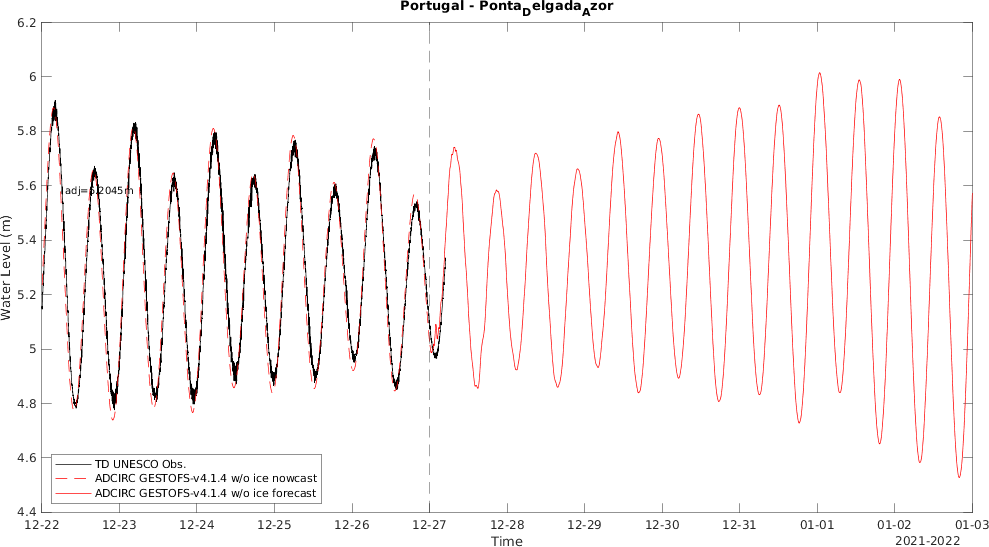 Portugal - PontaDelgadaAzor
6.2
6
5.8
5.6
5.4
5.2
5
4.8
4.6
4.4
Water Level (m)
adj=5.2045m
TD UNESCO Obs.
ADCIRC GESTOFS-v4.1.4 w/o ice nowcast
ADCIRC GESTOFS-v4.1.4 w/o ice forecast
12-22 12-23 12-24 12-25 12-26 12-27 12-28 12-29 12-30 12-31 01-01 01-02 01-03
Time
2021-2022